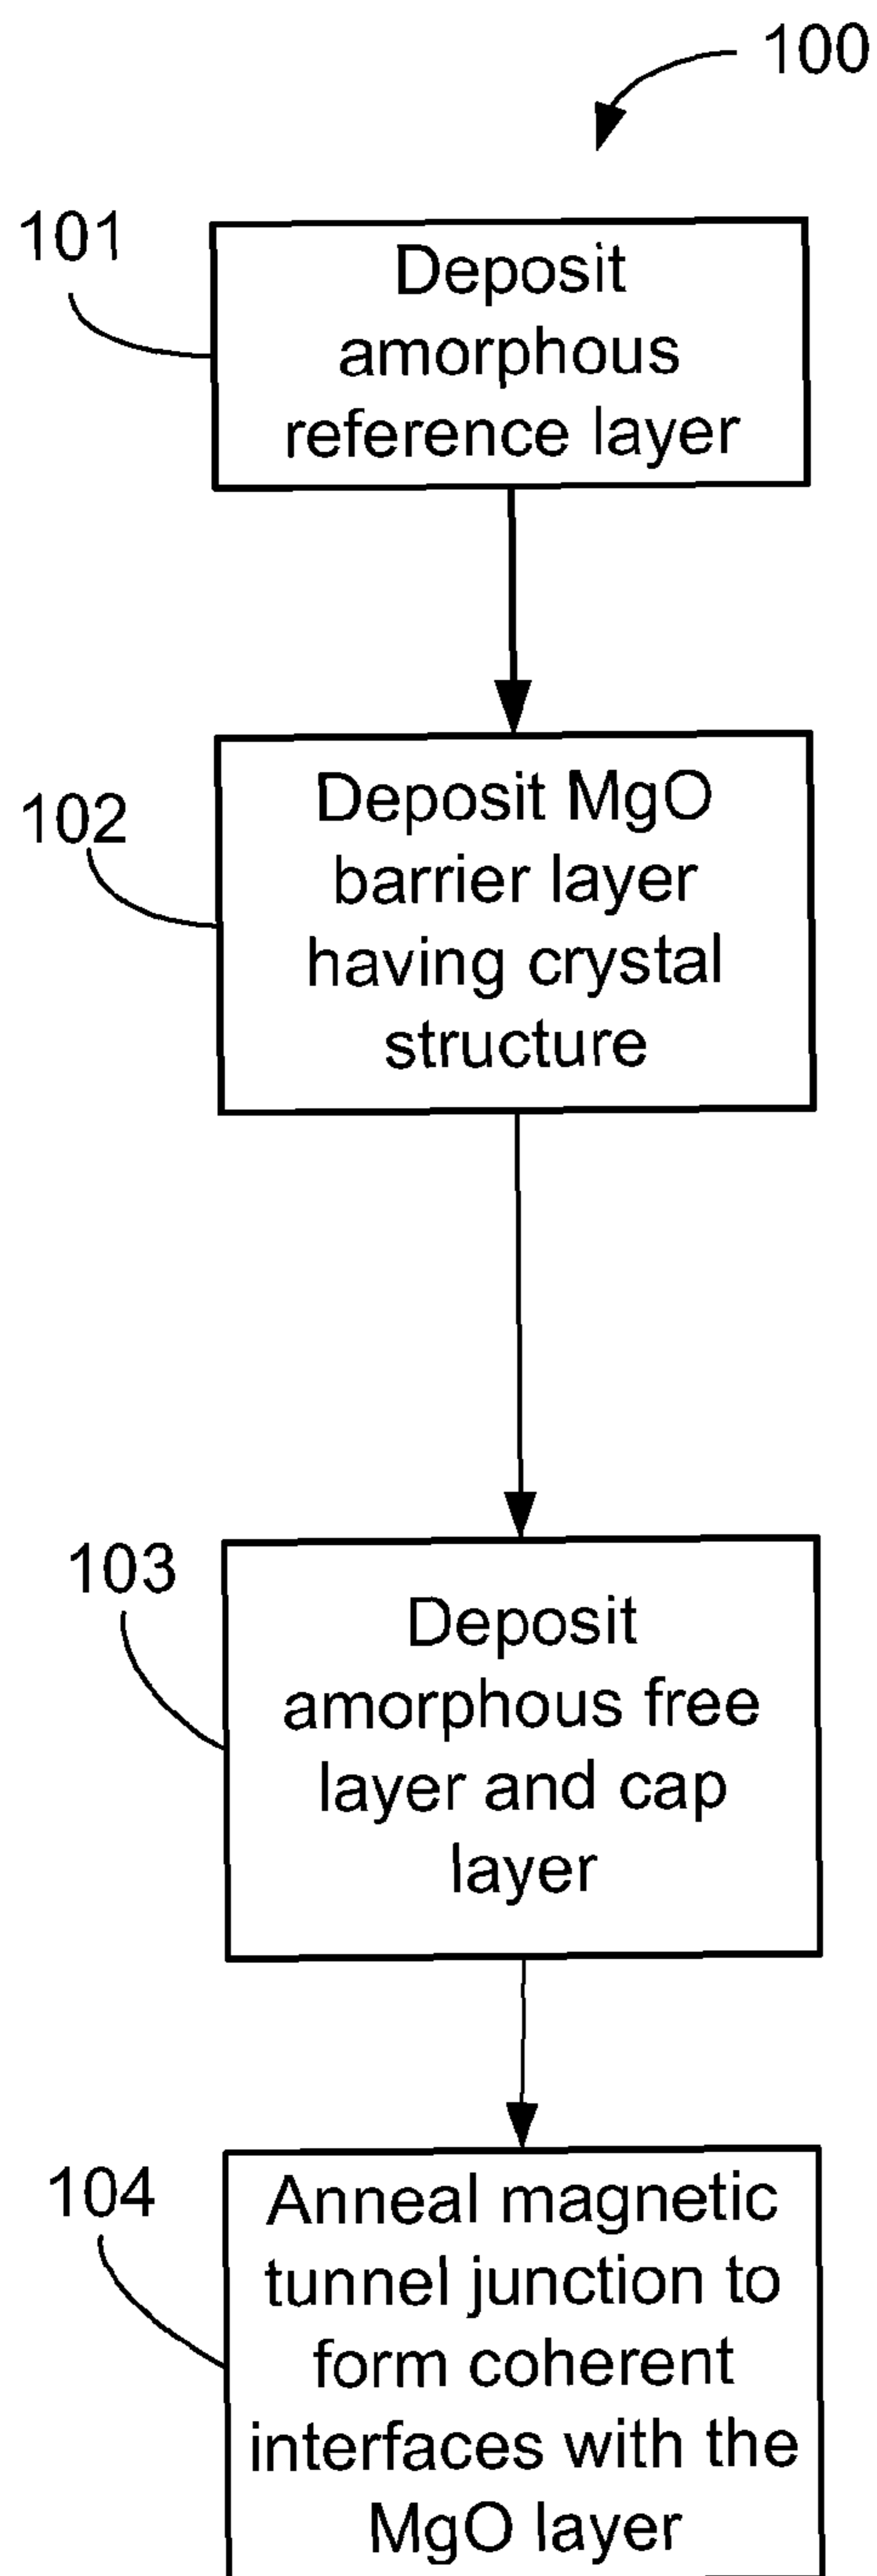 100
101
Deposit
amorphous
reference layer
102
Deposit MgO
barrier layer
having crystal
structure
103
Deposit
amorphous free
layer and cap
layer
104
Anneal magnetic
tunnel junction to
form coherent
interfaces with the
MgO layer